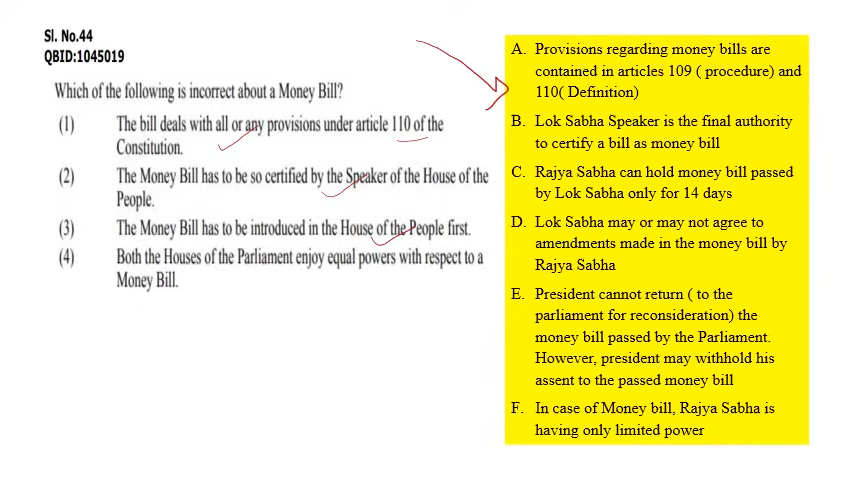 Sl. No.44
QBID:1045019
Which of the following is incorrect about a Money Bill?
(1) The bill deals with all or any provisions under article 110 of the
Constitution.
(2) The Money Bill has to be so certified by the Speaker of the House of the
People.
(3) The Money Bill has to be introduced in the House of the People first.
(4) Both the Houses of the Parliament enjoy equal powers with respect to a
Money Bill.
A. Provisions regarding money bills are
contained in articles 109 ( procedure) and
110( Definition)
B. Lok Sabha Speaker is the final authority
to certify a bill as money bill
C. Rajya Sabha can hold money bill passed
by Lok Sabha only for 14 days
D. Lok Sabha may or may not agree to
amendments made in the money bill by
Rajya Sabha
E. President cannot return ( to the
parliament for reconsideration) the
money bill passed by the Parliament.
However, president may withhold his
assent to the passed money bill
F. In case of Money bill, Rajya Sabha is
having only limited power